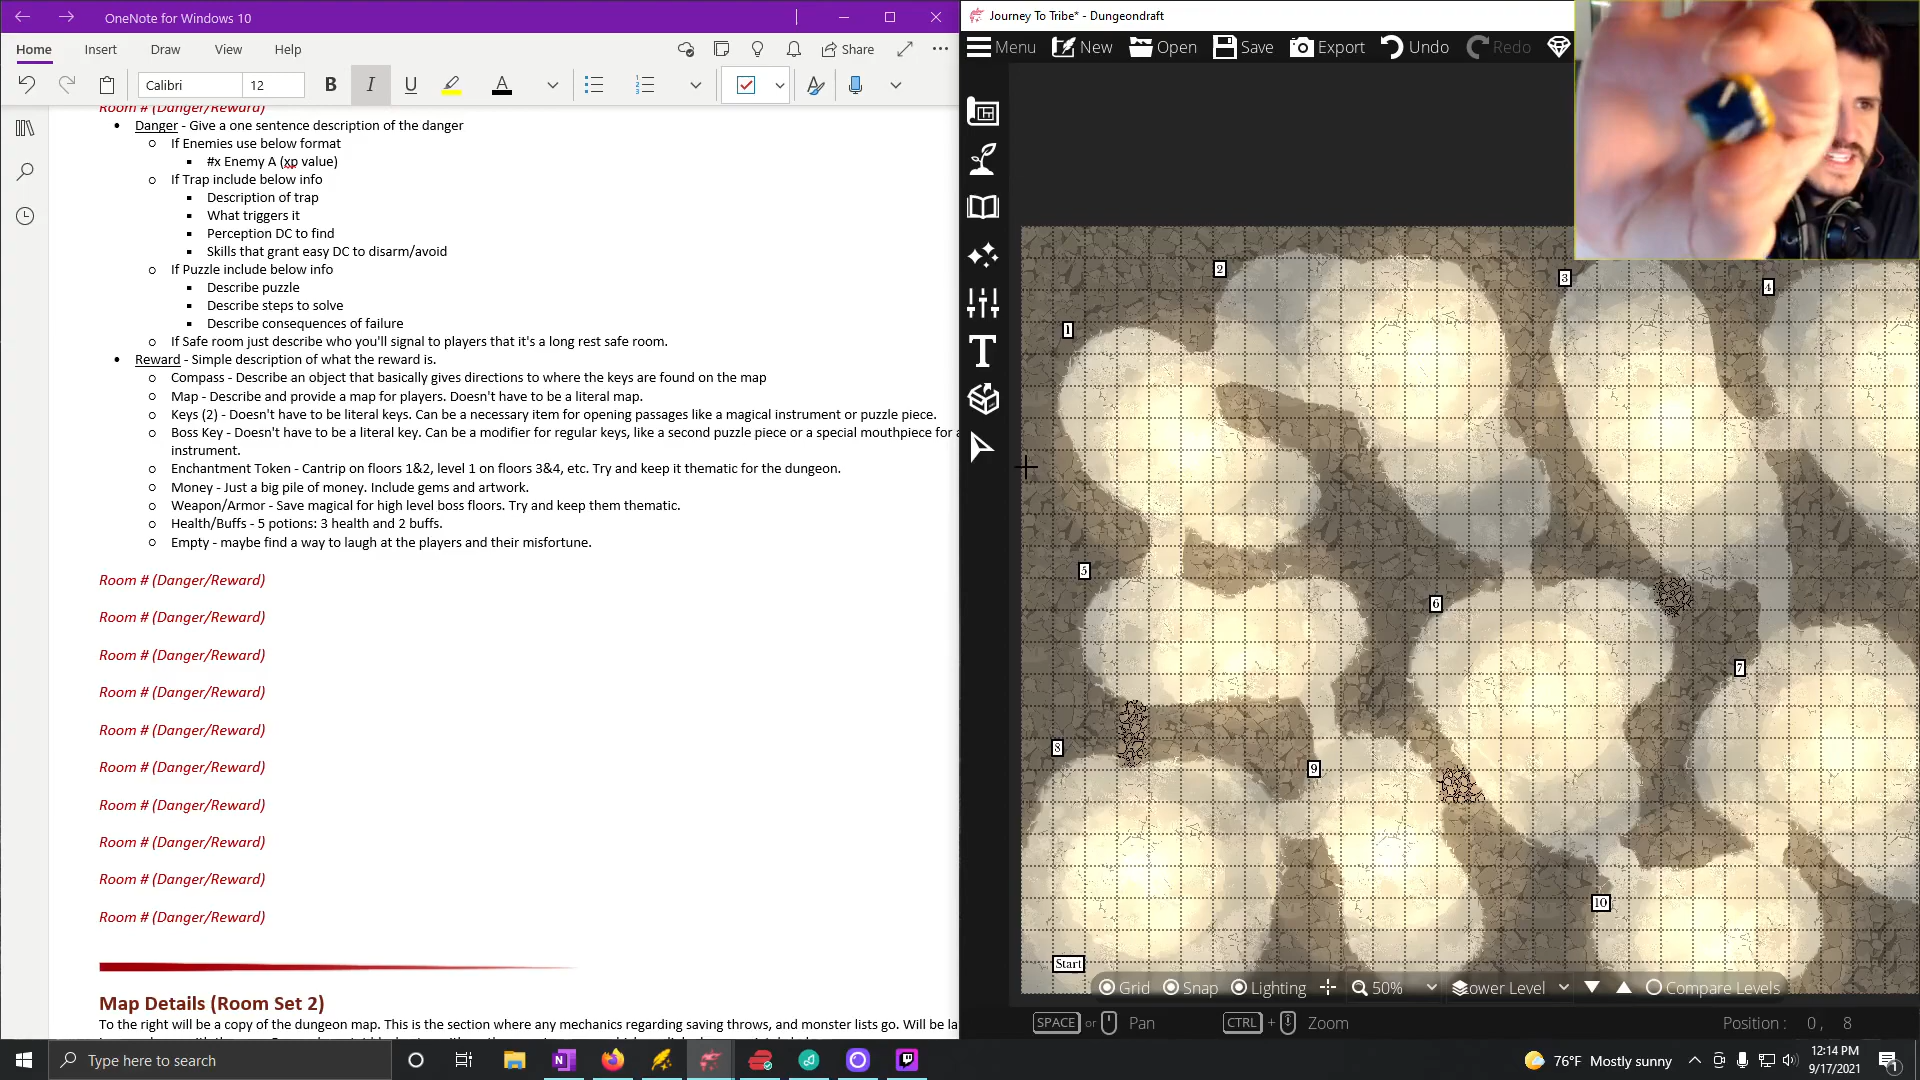 OneNote for Windows 10
Home Insert Draw View Help Share
Calibri 12 B I U A
Room # (Danger/Reward)
• Danger - Give a one sentence description of the danger
o If Enemies use below format
▪ #x Enemy A (xp value)
o If Trap include below info
▪ Description of trap
▪ What triggers it
▪ Perception DC to find
▪ Skills that grant easy DC to disarm/avoid
o If Puzzle include below info
▪ Describe puzzle
▪ Describe steps to solve
▪ Describe consequences of failure
o If Safe room just describe who you'll signal to players that it's a long rest safe room.
• Reward - Simple description of what the reward is.
o Compass - Describe an object that basically gives directions to where the keys are found on the map
o Map - Describe and provide a map for players. Doesn't have to be a literal map.
o Keys (2) - Doesn't have to be literal keys. Can be a necessary item for opening passages like a magical instrument or puzzle piece.
o Boss Key - Doesn't have to be a literal key. Can be a modifier for regular keys, like a second puzzle piece or a special mouthpiece for a
instrument.
o Enchantment Token - Cantrip on floors 1&2, level 1 on floors 3&4, etc. Try and keep it thematic for the dungeon.
o Money - Just a big pile of money. Include gems and artwork.
o Weapon/Armor - Save magical for high level boss floors. Try and keep them thematic.
o Health/Buffs - 5 potions: 3 health and 2 buffs.
o Empty - maybe find a way to laugh at the players and their misfortune.
Room # (Danger/Reward)
Room # (Danger/Reward)
Room # (Danger/Reward)
Room # (Danger/Reward)
Room # (Danger/Reward)
Room # (Danger/Reward)
Room # (Danger/Reward)
Room # (Danger/Reward)
Room # (Danger/Reward)
Room # (Danger/Reward)
Map Details (Room Set 2)
To the right will be a copy of the dungeon map. This is the section where any mechanics regarding saving throws, and monster lists go. Will be la
Journey To Tribe* - Dungeondraft
Menu New Open Save Export Undo Redo
T
2
3
4
1
5
6
7
8
9
10
Start
Grid Snap Lighting 50% ower Level Compare Levels
SPACE or Pan CTRL + Zoom Position : 0, 8
Type here to search
76°F Mostly sunny
12:14 PM
9/17/2021
1